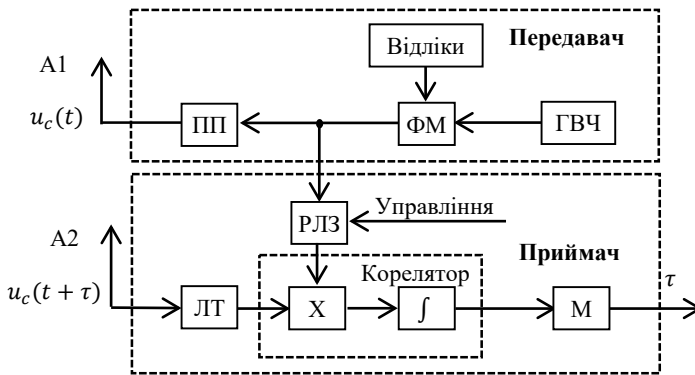 Відліки
Передавач
A1
u_c(t)
ПП
ФМ
ГВЧ
A2
РЛЗ
Управління
Приймач
Корелятор
u_c(t + τ)
ЛТ
X
∫
М
τ